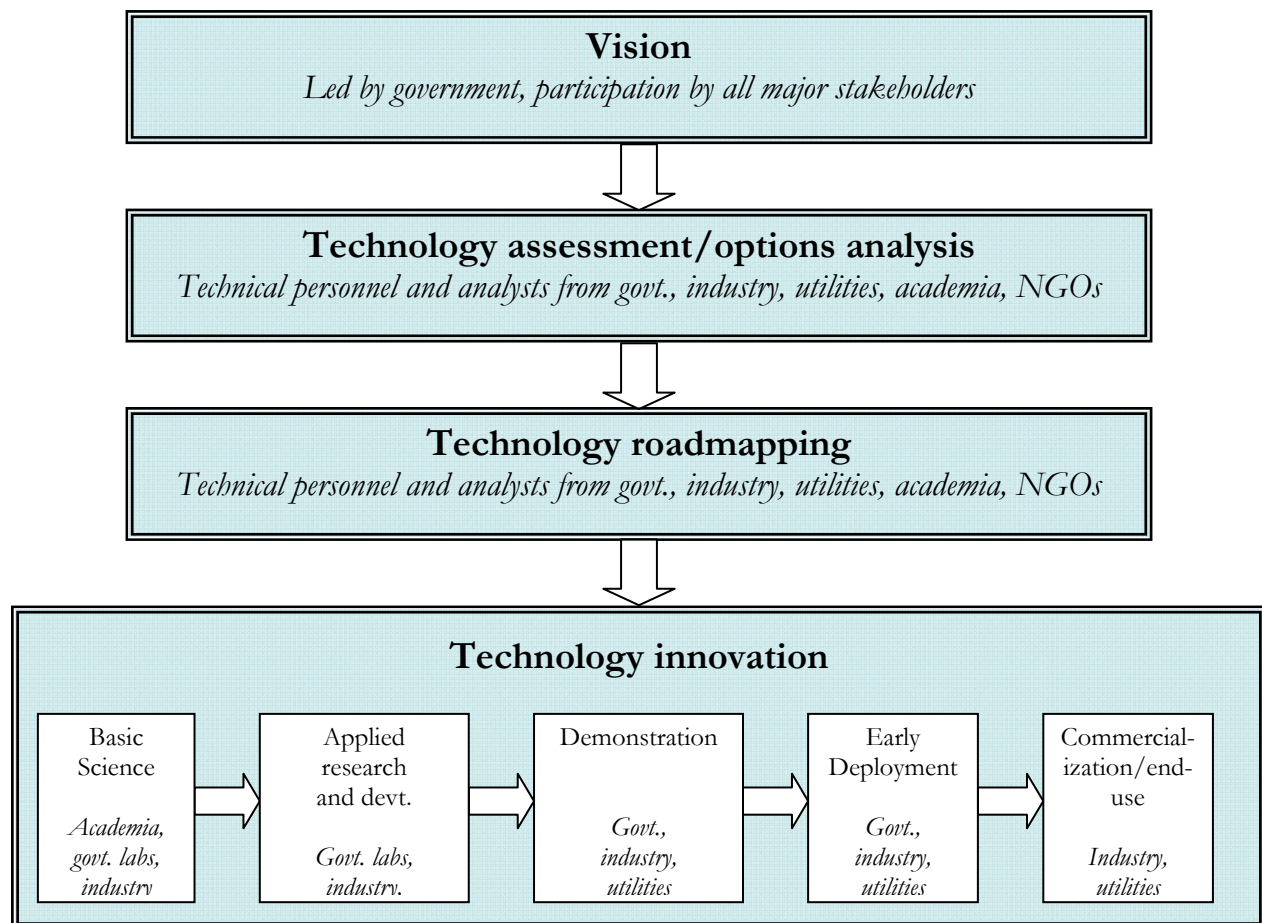 Vision
Led by government, participation by all major stakeholders
Technology assessment/options analysis
Technical personnel and analysts from govt., industry, utilities, academia, NGOs
Technology roadmapping
Technical personnel and analysts from govt., industry, utilities, academia, NGOs
Technology innovation
Basic
Science
Academia,
govt. labs,
industry
Applied
research
and devt.
Govt. labs,
industry.
Demonstration
Govt.,
industry,
utilities
Early
Deployment
Govt.,
industry,
utilities
Commercial-
ization/end-
use
Industry,
utilities